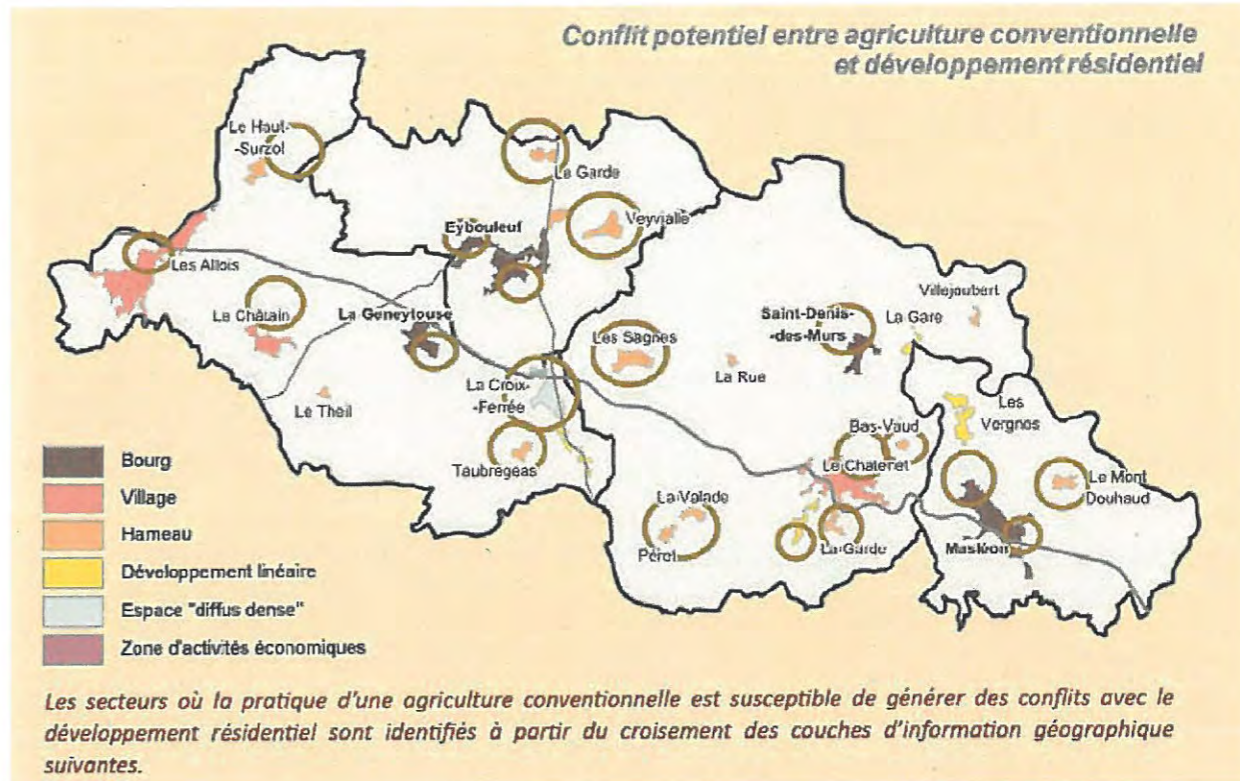 Conflit potentiel entre agriculture conventionnelle
et développement résidentiel
Le Haut-
-Surzol
La Garde
Veyvialle
Eybouleuf
Les Allois
Le Châtain
La Geneytouse
Villejoubert
Saint-Denis-
-des-Murs
La Gare
Les Sagnes
La Rue
La Croix-
-Ferrée
Le Theil
Les
Vergnes
Bas-Vaud
Taubregeas
Le Chatenet
Le Mont
Douhaud
La Valade
Péret
La Garde
Masléon
Bourg
Village
Hameau
Développement linéaire
Espace "diffus dense"
Zone d'activités économiques
Les secteurs où la pratique d'une agriculture conventionnelle est susceptible de générer des conflits avec le
développement résidentiel sont identifiés à partir du croisement des couches d'information géographique
suivantes.